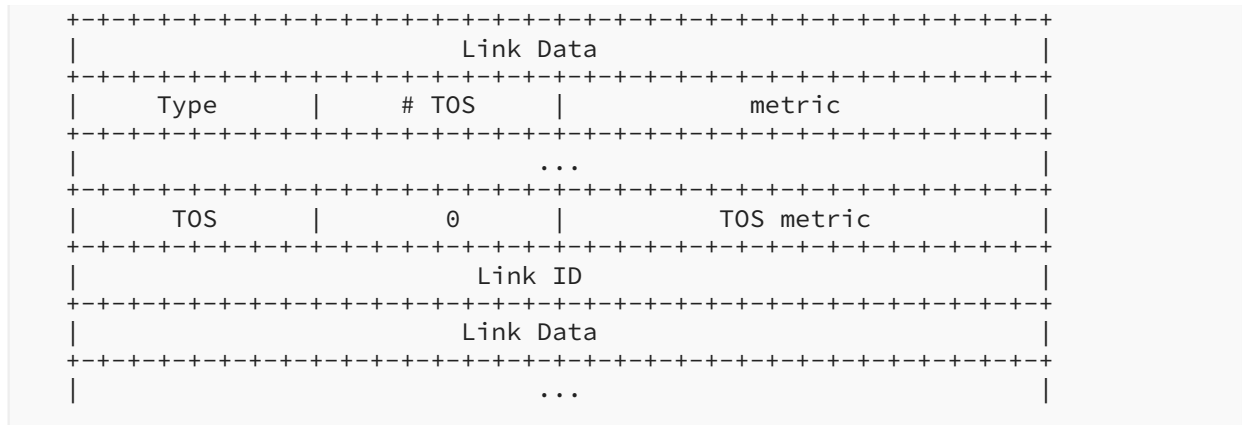 +-+-+-+-+-+-+-+-+-+-+-+-+-+-+-+-+-+-+-+-+-+-+-+-+-+-+-+-+-+-+-+-+
|                         Link Data                             |
+-+-+-+-+-+-+-+-+-+-+-+-+-+-+-+-+-+-+-+-+-+-+-+-+-+-+-+-+-+-+-+-+
|     Type      |     # TOS     |            metric             |
+-+-+-+-+-+-+-+-+-+-+-+-+-+-+-+-+-+-+-+-+-+-+-+-+-+-+-+-+-+-+-+-+
|                              ...                              |
+-+-+-+-+-+-+-+-+-+-+-+-+-+-+-+-+-+-+-+-+-+-+-+-+-+-+-+-+-+-+-+-+
|      TOS      |        0      |          TOS metric           |
+-+-+-+-+-+-+-+-+-+-+-+-+-+-+-+-+-+-+-+-+-+-+-+-+-+-+-+-+-+-+-+-+
|                          Link ID                              |
+-+-+-+-+-+-+-+-+-+-+-+-+-+-+-+-+-+-+-+-+-+-+-+-+-+-+-+-+-+-+-+-+
|                         Link Data                             |
+-+-+-+-+-+-+-+-+-+-+-+-+-+-+-+-+-+-+-+-+-+-+-+-+-+-+-+-+-+-+-+-+
|                              ...                              |